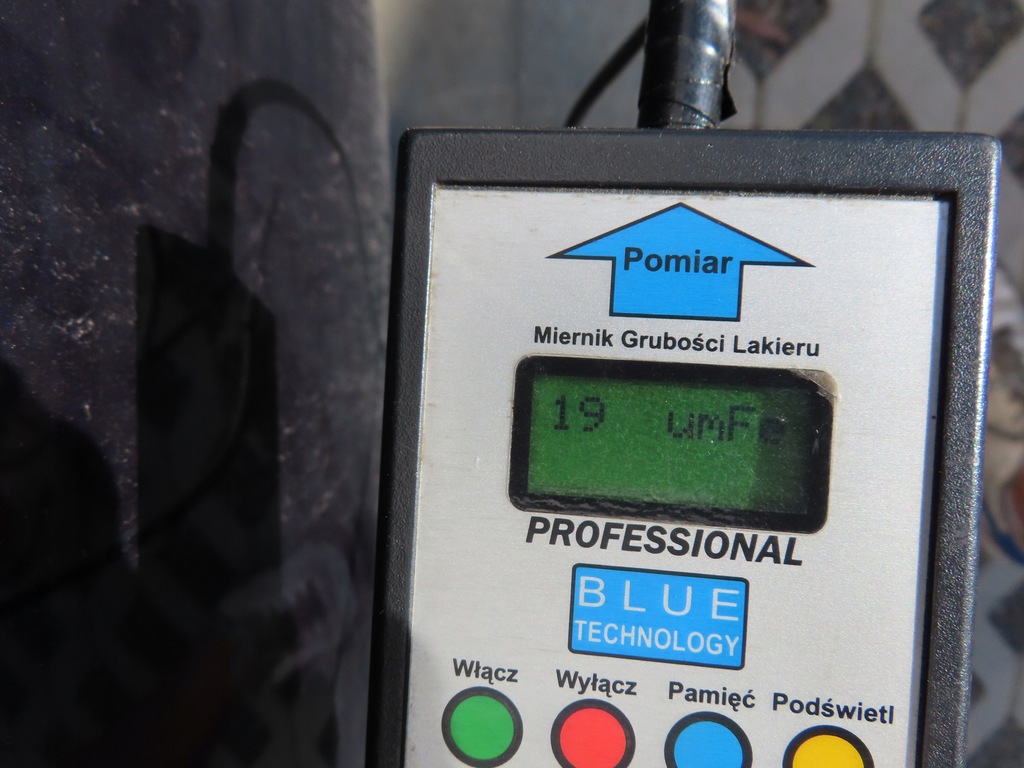 Pomiar
Miernik Grubości Lakieru
19 umFe
PROFESSIONAL
BLUE
TECHNOLOGY
Włącz Wyłącz Pamięć Podświetl